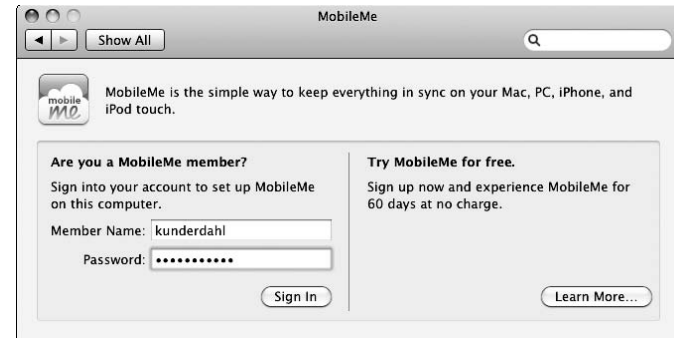 MobileMe
Show All
mobile
me
MobileMe is the simple way to keep everything in sync on your Mac, PC, iPhone, and
iPod touch.
Are you a MobileMe member?
Sign into your account to set up MobileMe
on this computer.
Member Name: kunderdahl
Password: •••••••••••
Sign In
Try MobileMe for free.
Sign up now and experience MobileMe for
60 days at no charge.
Learn More...